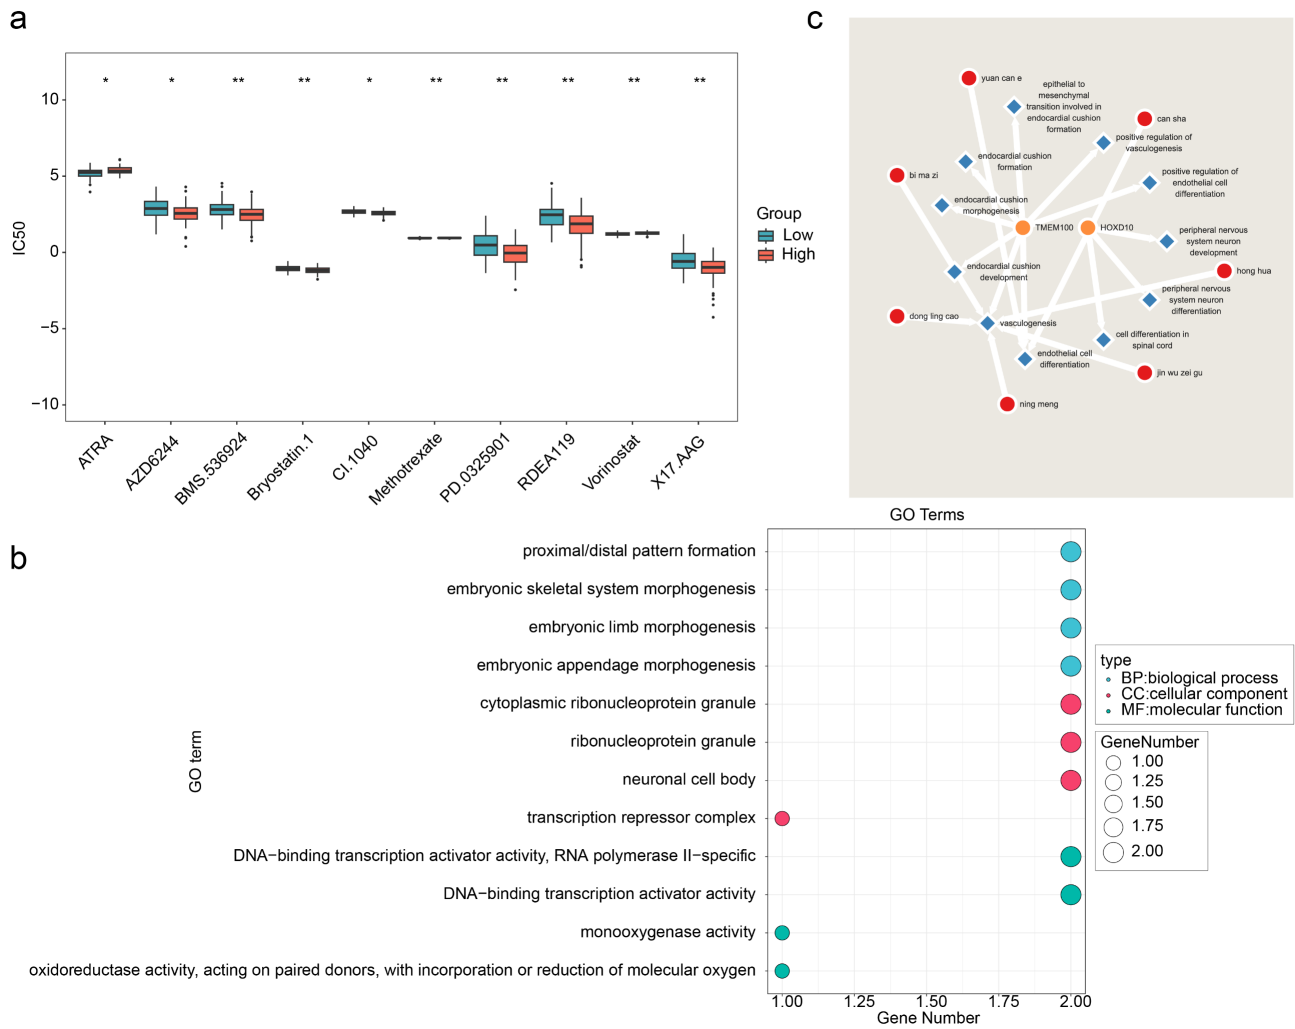 a
* * ** ** * ** ** ** ** **
10
5
0
−5
−10
IC50
ATRA
AZD6244
BMS.536924
Bryostatin.1
CI.1040
Methotrexate
PD.0325901
RDEA119
Vorinostat
X17.AAG
Group
Low
High
c
yuan can e
epithelial to
mesenchymal
transition involved in
endocardial cushion
formation
can sha
positive regulation of
vasculogenesis
endocardial cushion
formation
bi ma zi
positive regulation of
endothelial cell
differentiation
endocardial cushion
morphogenesis
TMEM100
HOXD10
peripheral nervous
system neuron
development
endocardial cushion
development
hong hua
peripheral nervous
system neuron
differentiation
dong ling cao
vasculogenesis
cell differentiation in
spinal cord
endothelial cell
differentiation
jin wu zei gu
ning meng
b
GO Terms
GO term
proximal/distal pattern formation
embryonic skeletal system morphogenesis
embryonic limb morphogenesis
embryonic appendage morphogenesis
cytoplasmic ribonucleoprotein granule
ribonucleoprotein granule
neuronal cell body
transcription repressor complex
DNA−binding transcription activator activity, RNA polymerase II−specific
DNA−binding transcription activator activity
monooxygenase activity
oxidoreductase activity, acting on paired donors, with incorporation or reduction of molecular oxygen
1.00 1.25 1.50 1.75 2.00
Gene Number
type
BP:biological process
CC:cellular component
MF:molecular function
GeneNumber
1.00
1.25
1.50
1.75
2.00